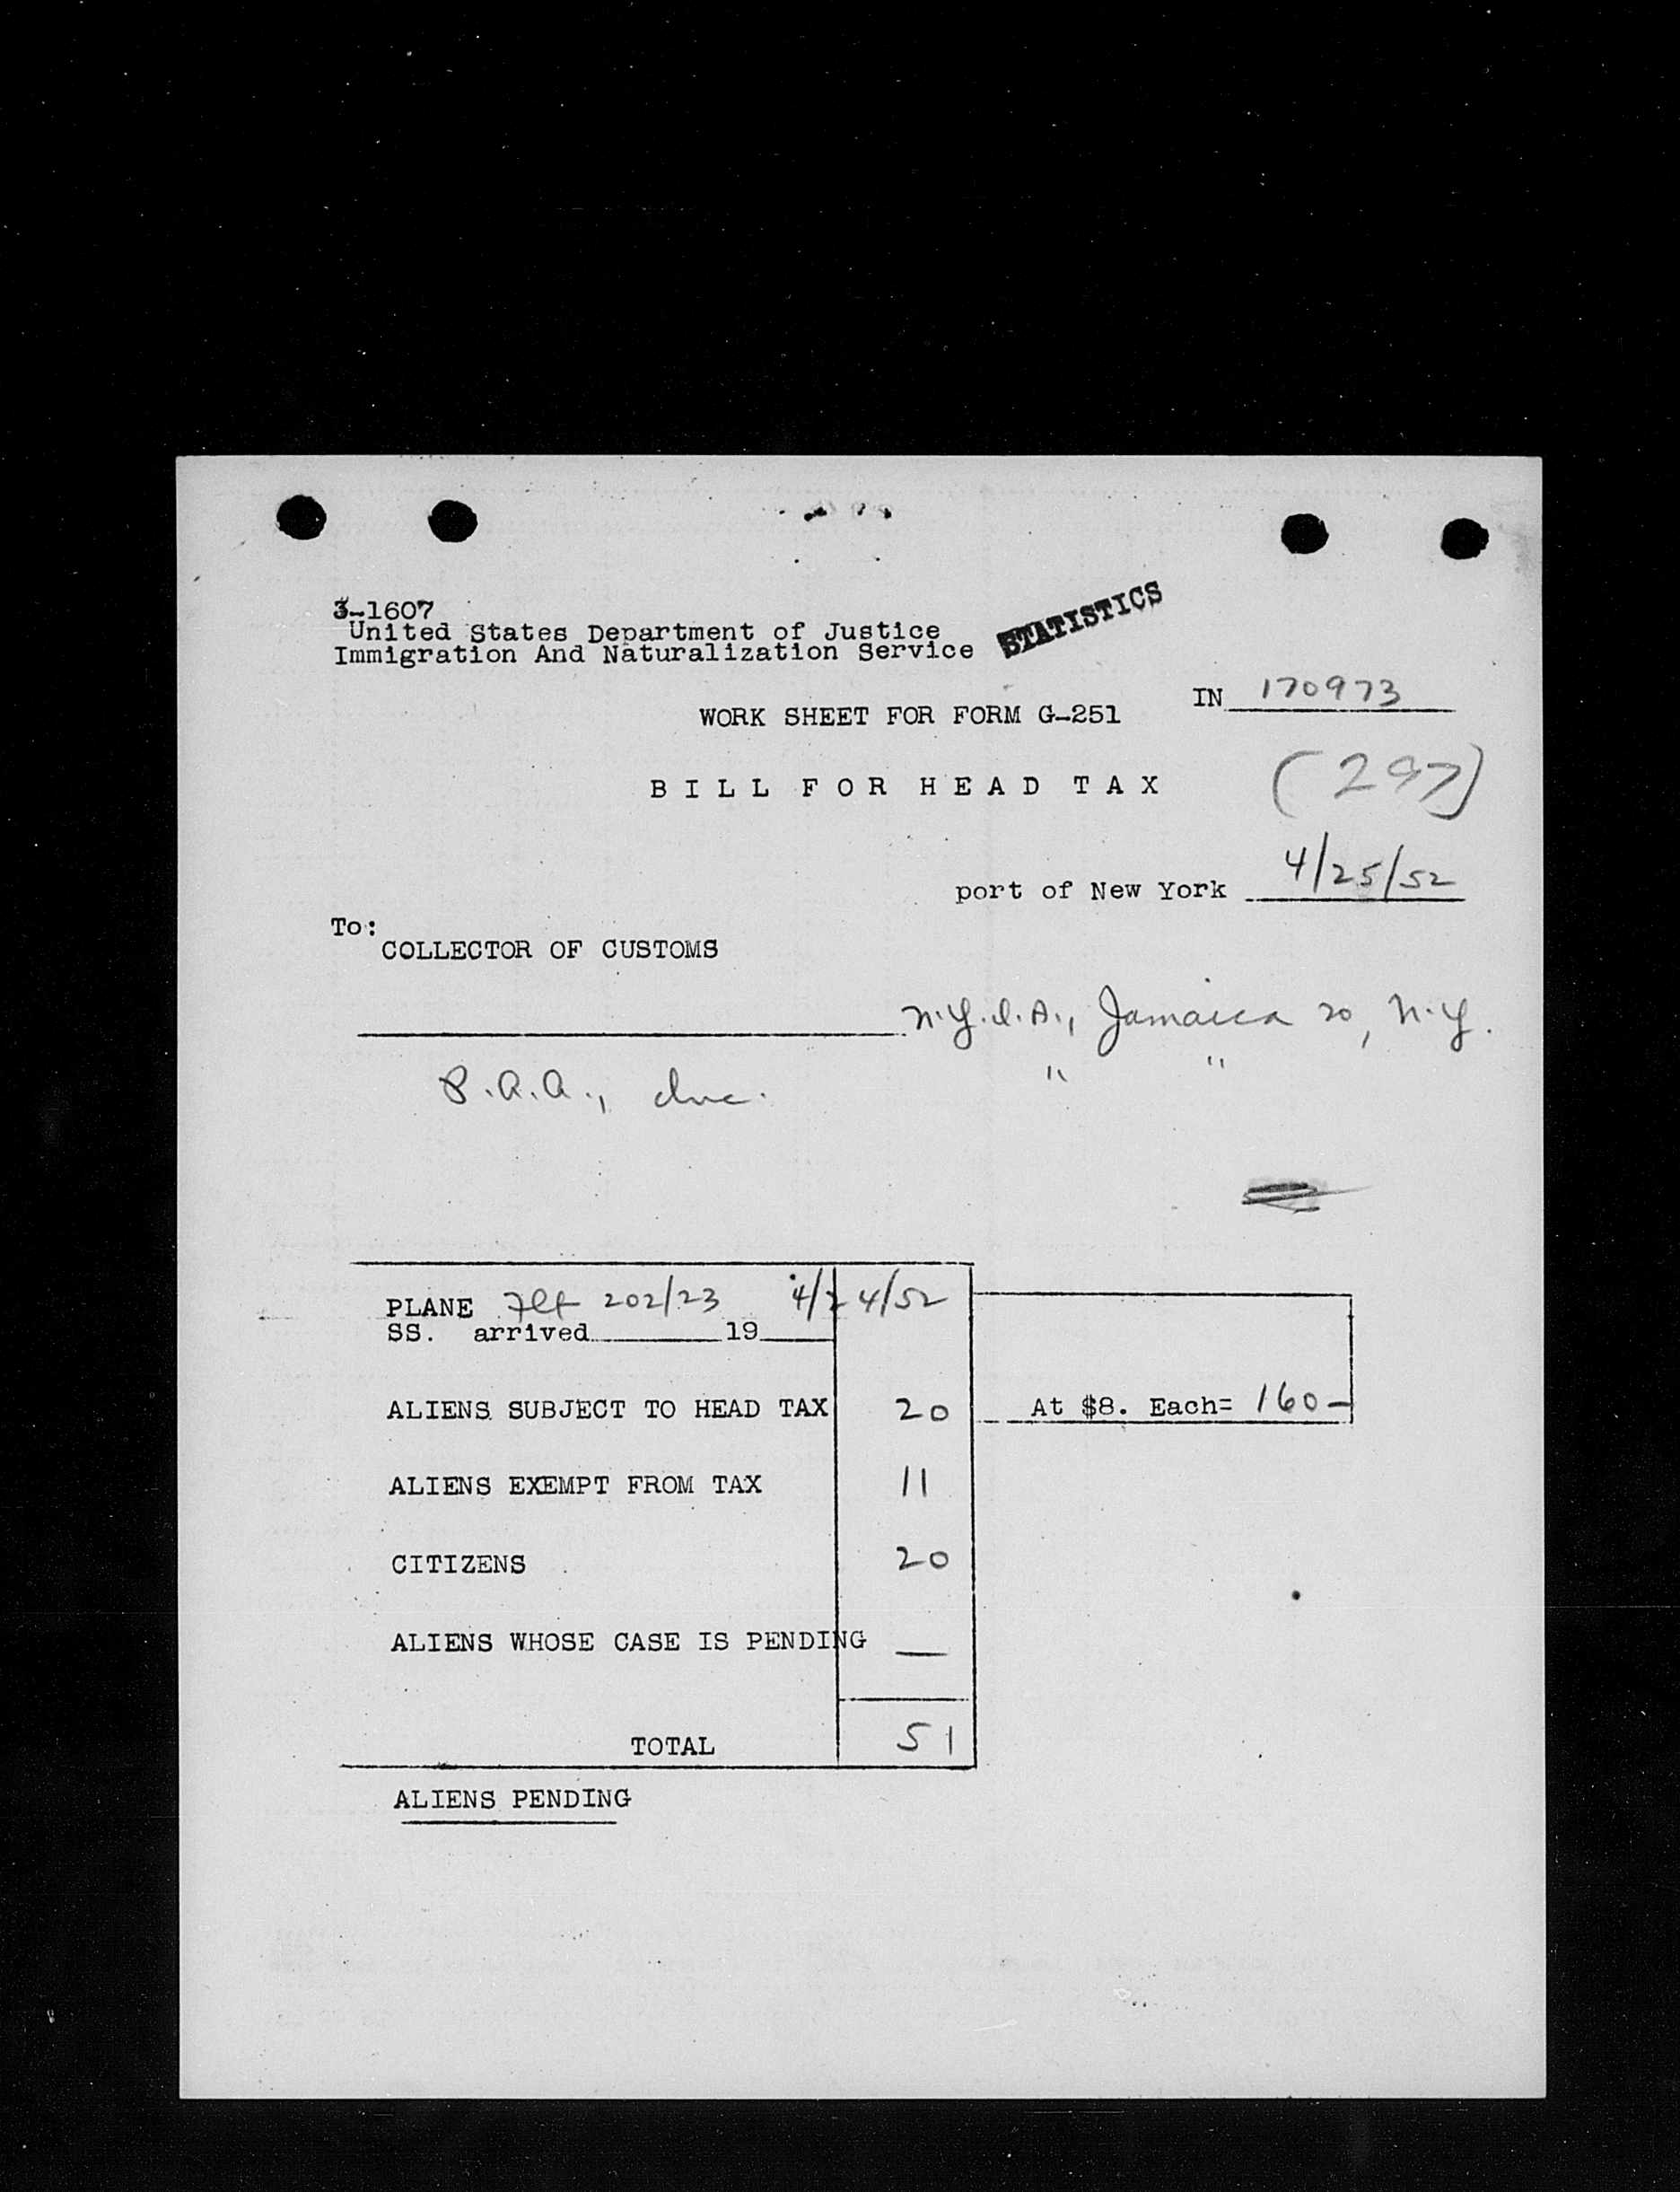 3-1607
United States Department of Justice
Immigration And Naturalization Service
STATISTICS
IN 170973
WORK SHEET FOR FORM G-251
(297)
BILL FOR HEAD TAX
port of New York 4/25/52
To:
COLLECTOR OF CUSTOMS
N.Y.I.A., Jamaica 20, N.Y.
P.A.A., Inc. " "
PLANE Flt 202/23 4/24/52
SS. arrived 19
ALIENS SUBJECT TO HEAD TAX 20 At $8. Each= 160-
ALIENS EXEMPT FROM TAX 11
CITIZENS 20
ALIENS WHOSE CASE IS PENDING —
TOTAL 51
ALIENS PENDING